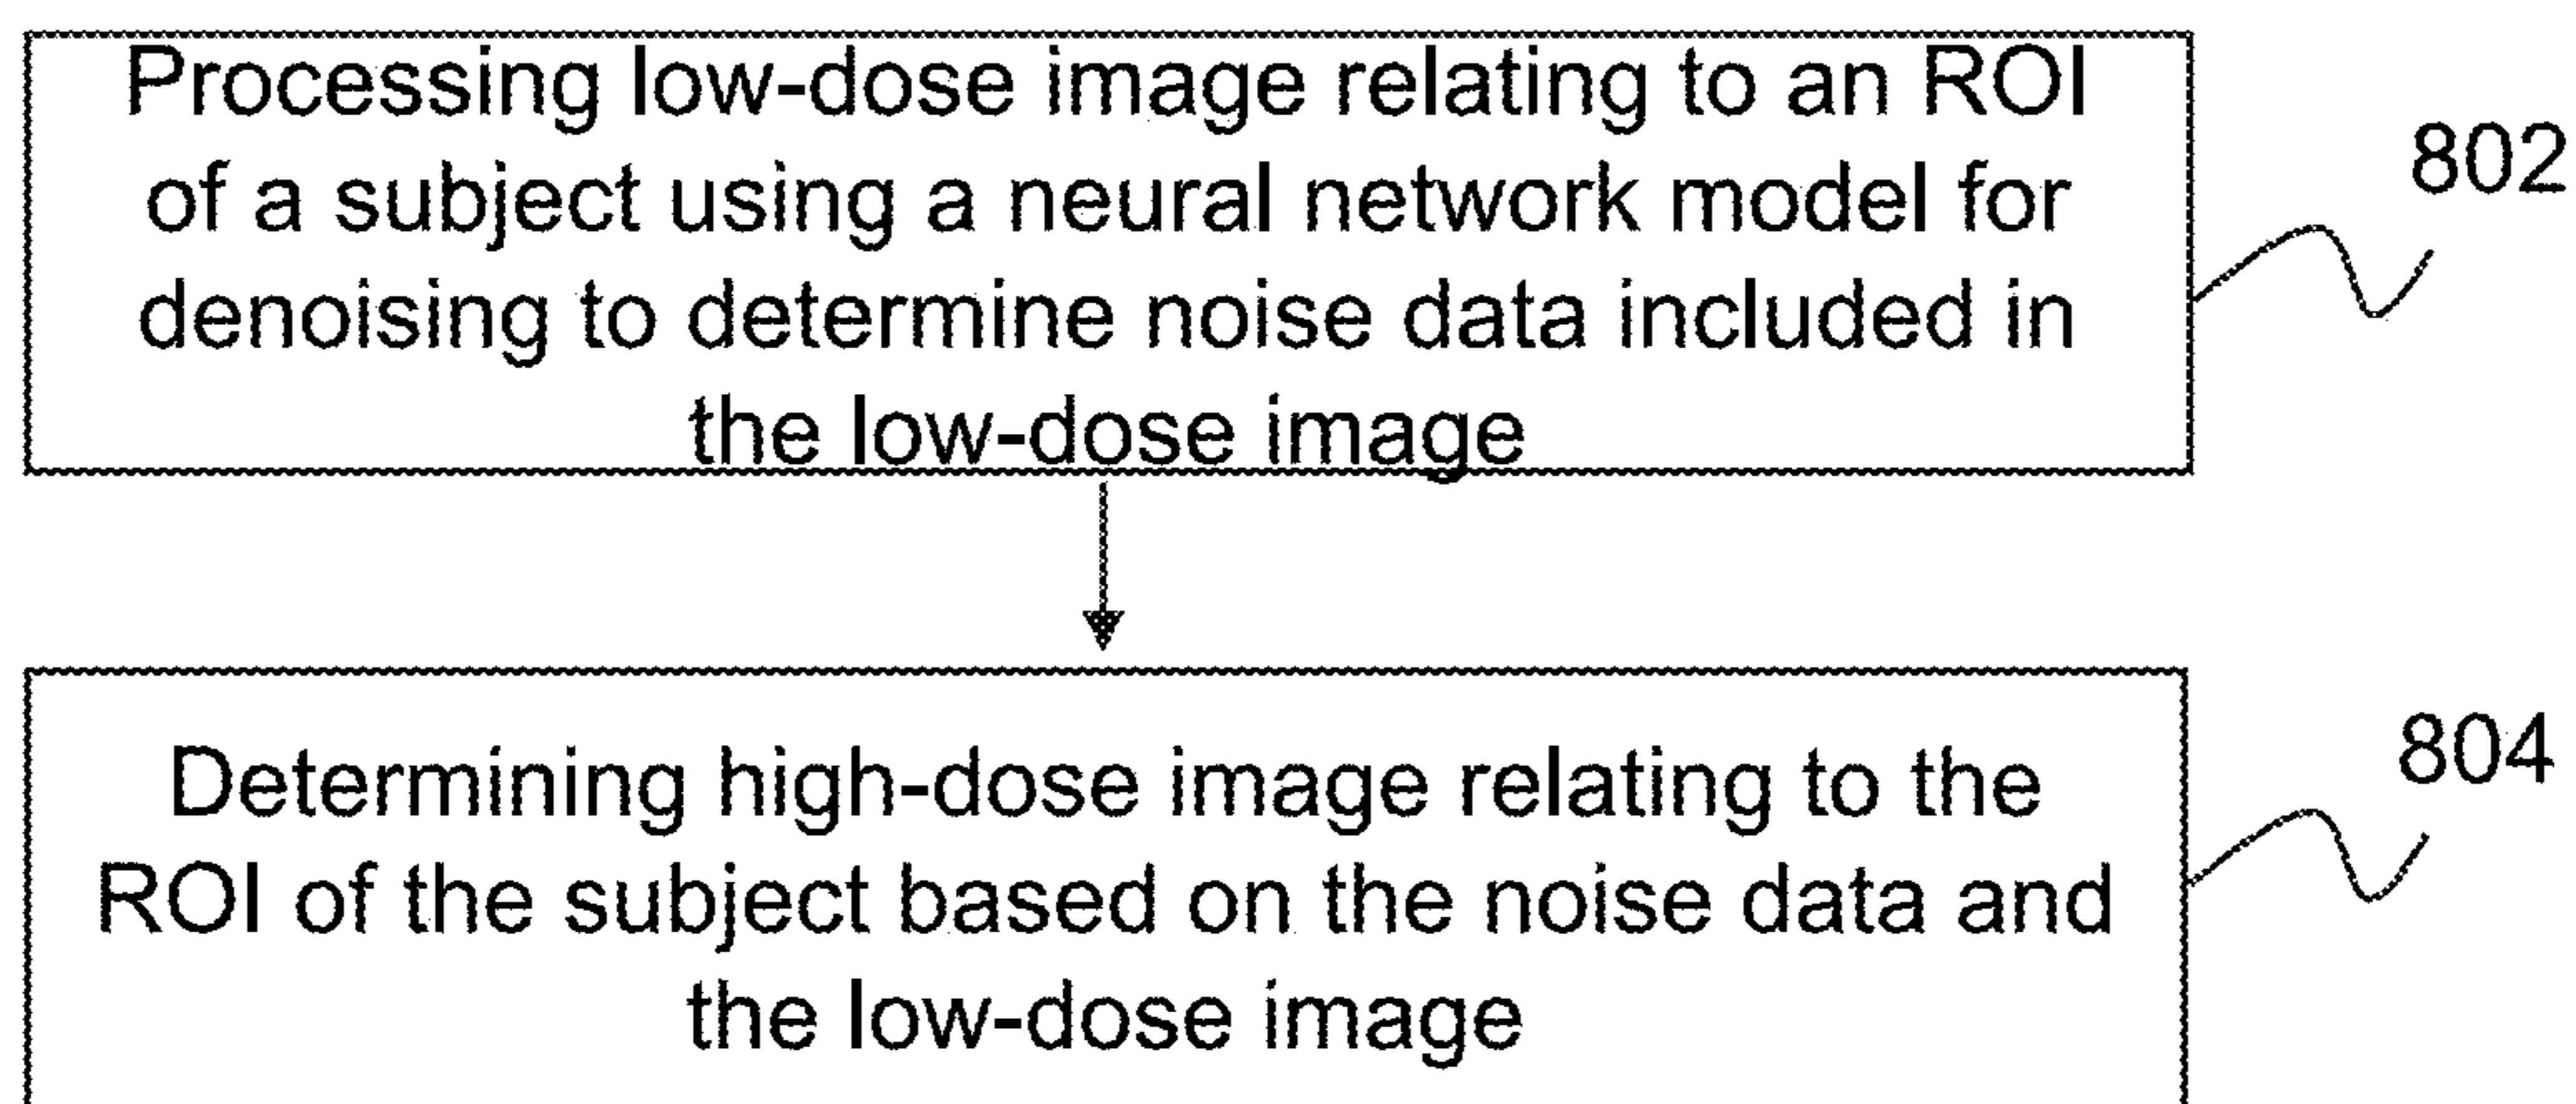 Processing low-dose image relating to an ROI
of a subject using a neural network model for
denoising to determine noise data included in
the low-dose image
802
Determining high-dose image relating to the
ROI of the subject based on the noise data and
the low-dose image
804